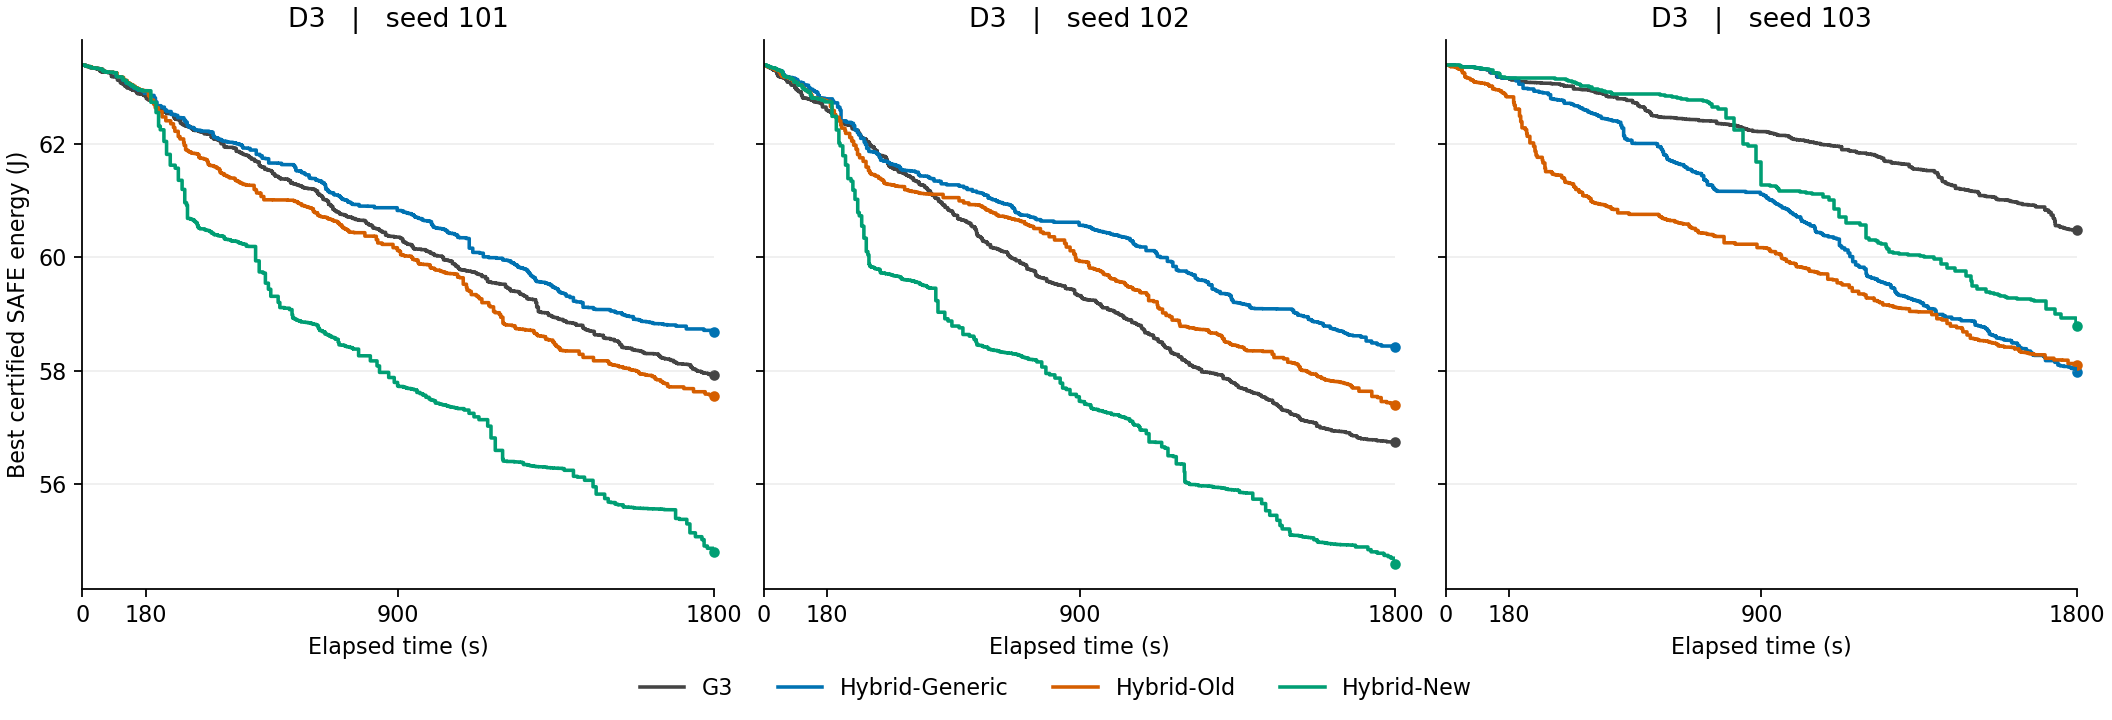 D3 | seed 101
D3 | seed 102
D3 | seed 103
Best certified SAFE energy (J)
62
60
58
56
0 180 900 1800
0 180 900 1800
0 180 900 1800
Elapsed time (s)
Elapsed time (s)
Elapsed time (s)
G3 Hybrid-Generic Hybrid-Old Hybrid-New